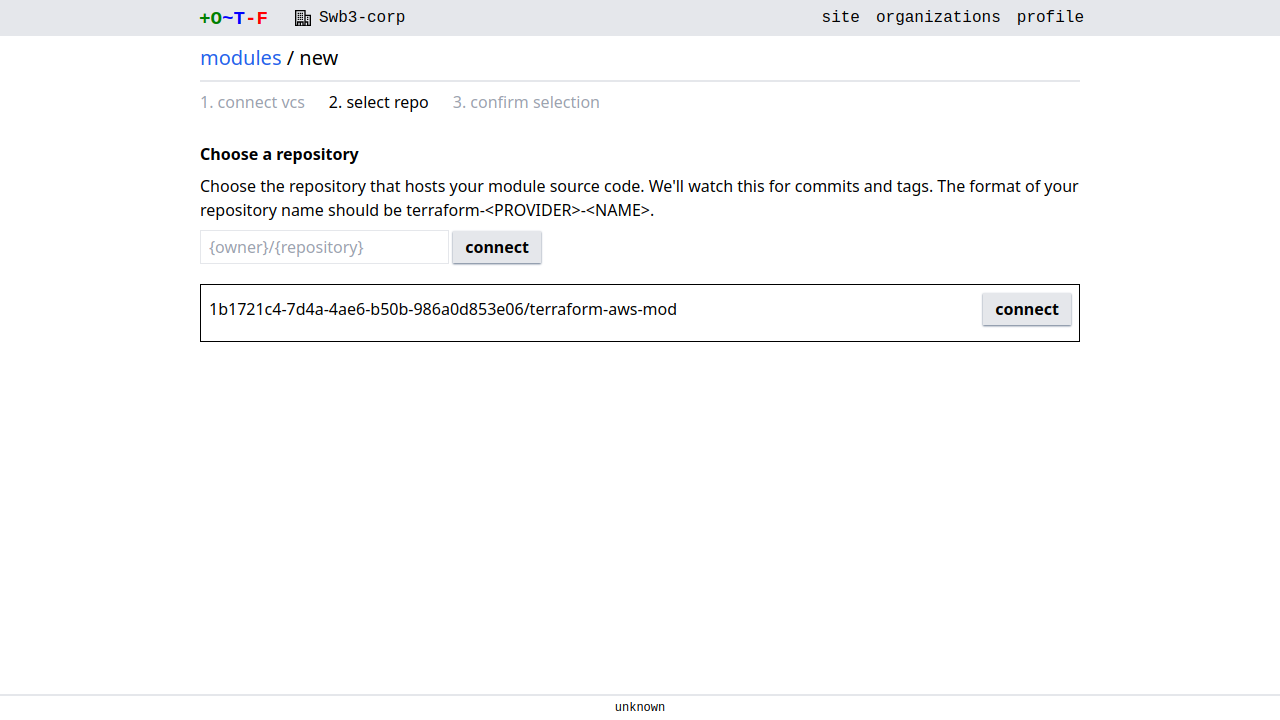 +O~T-F Swb3-corp site organizations profile
modules / new
1. connect vcs 2. select repo 3. confirm selection
Choose a repository
Choose the repository that hosts your module source code. We'll watch this for commits and tags. The format of your
repository name should be terraform-<PROVIDER>-<NAME>.
{owner}/{repository} connect
1b1721c4-7d4a-4ae6-b50b-986a0d853e06/terraform-aws-mod connect
unknown